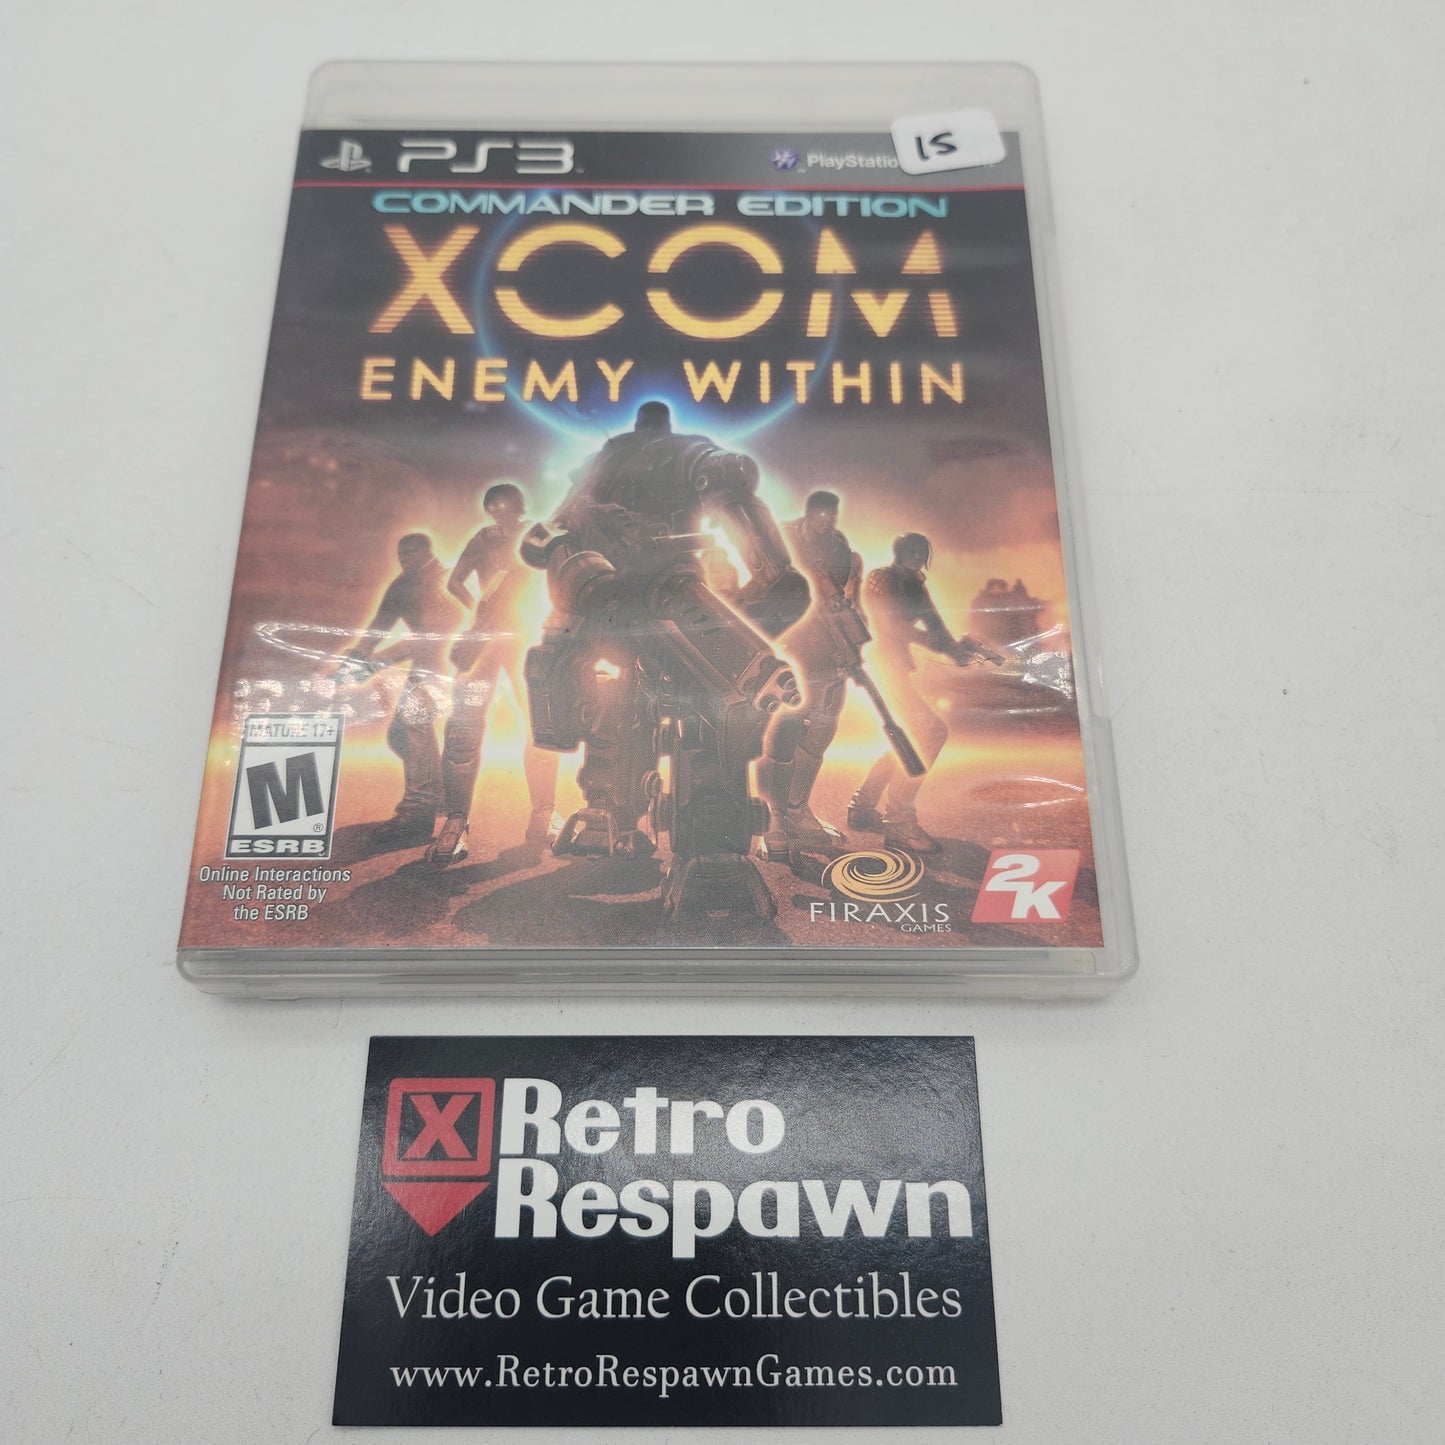 PS3
PlayStation
15
COMMANDER EDITION
XCOM
ENEMY WITHIN
MATURE 17+
M
ESRB
Online Interactions
Not Rated by
the ESRB
FIRAXIS
GAMES
2K
X Retro
Respawn
Video Game Collectibles
www.RetroRespawnGames.com